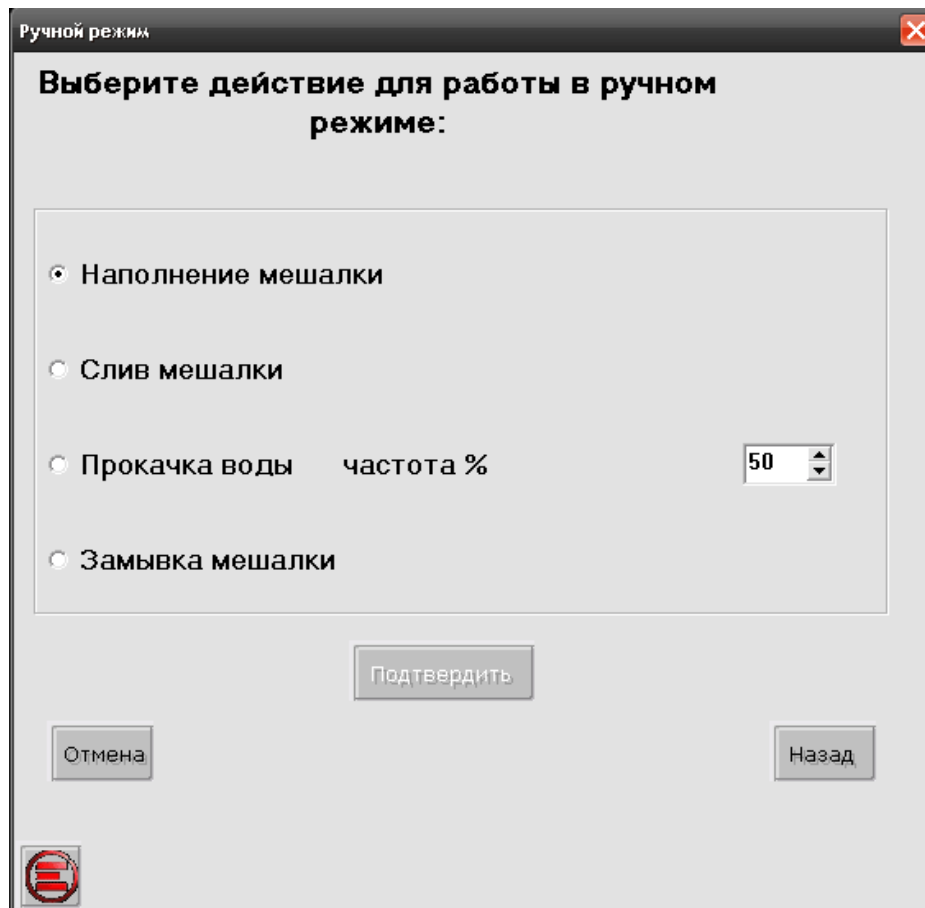 Ручной режим
Выберите действие для работы в ручном
режиме:
Наполнение мешалки
Слив мешалки
Прокачка воды частота % 50
Замывка мешалки
Подтвердить
Отмена Назад